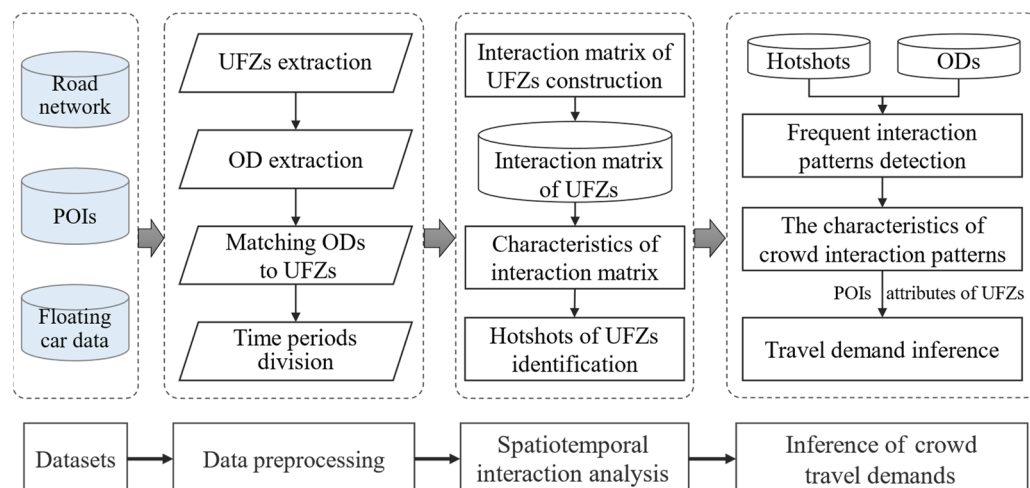 Road
network
POIs
Floating
car data
UFZs extraction
OD extraction
Matching ODs
to UFZs
Time periods
division
Interaction matrix of
UFZs construction
Interaction matrix
of UFZs
Characteristics of
interaction matrix
Hotshots of UFZs
identification
Hotshots
ODs
Frequent interaction
patterns detection
The characteristics of
crowd interaction patterns
POIs attributes of UFZs
Travel demand inference
Datasets
Data preprocessing
Spatiotemporal
interaction analysis
Inference of crowd
travel demands